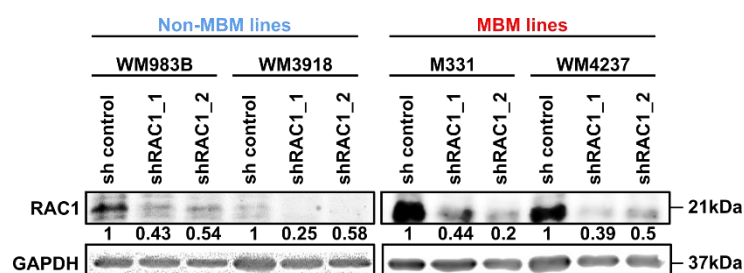 Non-MBM lines MBM lines
WM983B WM3918 M331 WM4237
sh control shRAC1_1 shRAC1_2 sh control shRAC1_1 shRAC1_2 sh control shRAC1_1 shRAC1_2 sh control shRAC1_1 shRAC1_2
RAC1 21kDa
1 0.43 0.54 1 0.25 0.58 1 0.44 0.2 1 0.39 0.5
GAPDH 37kDa